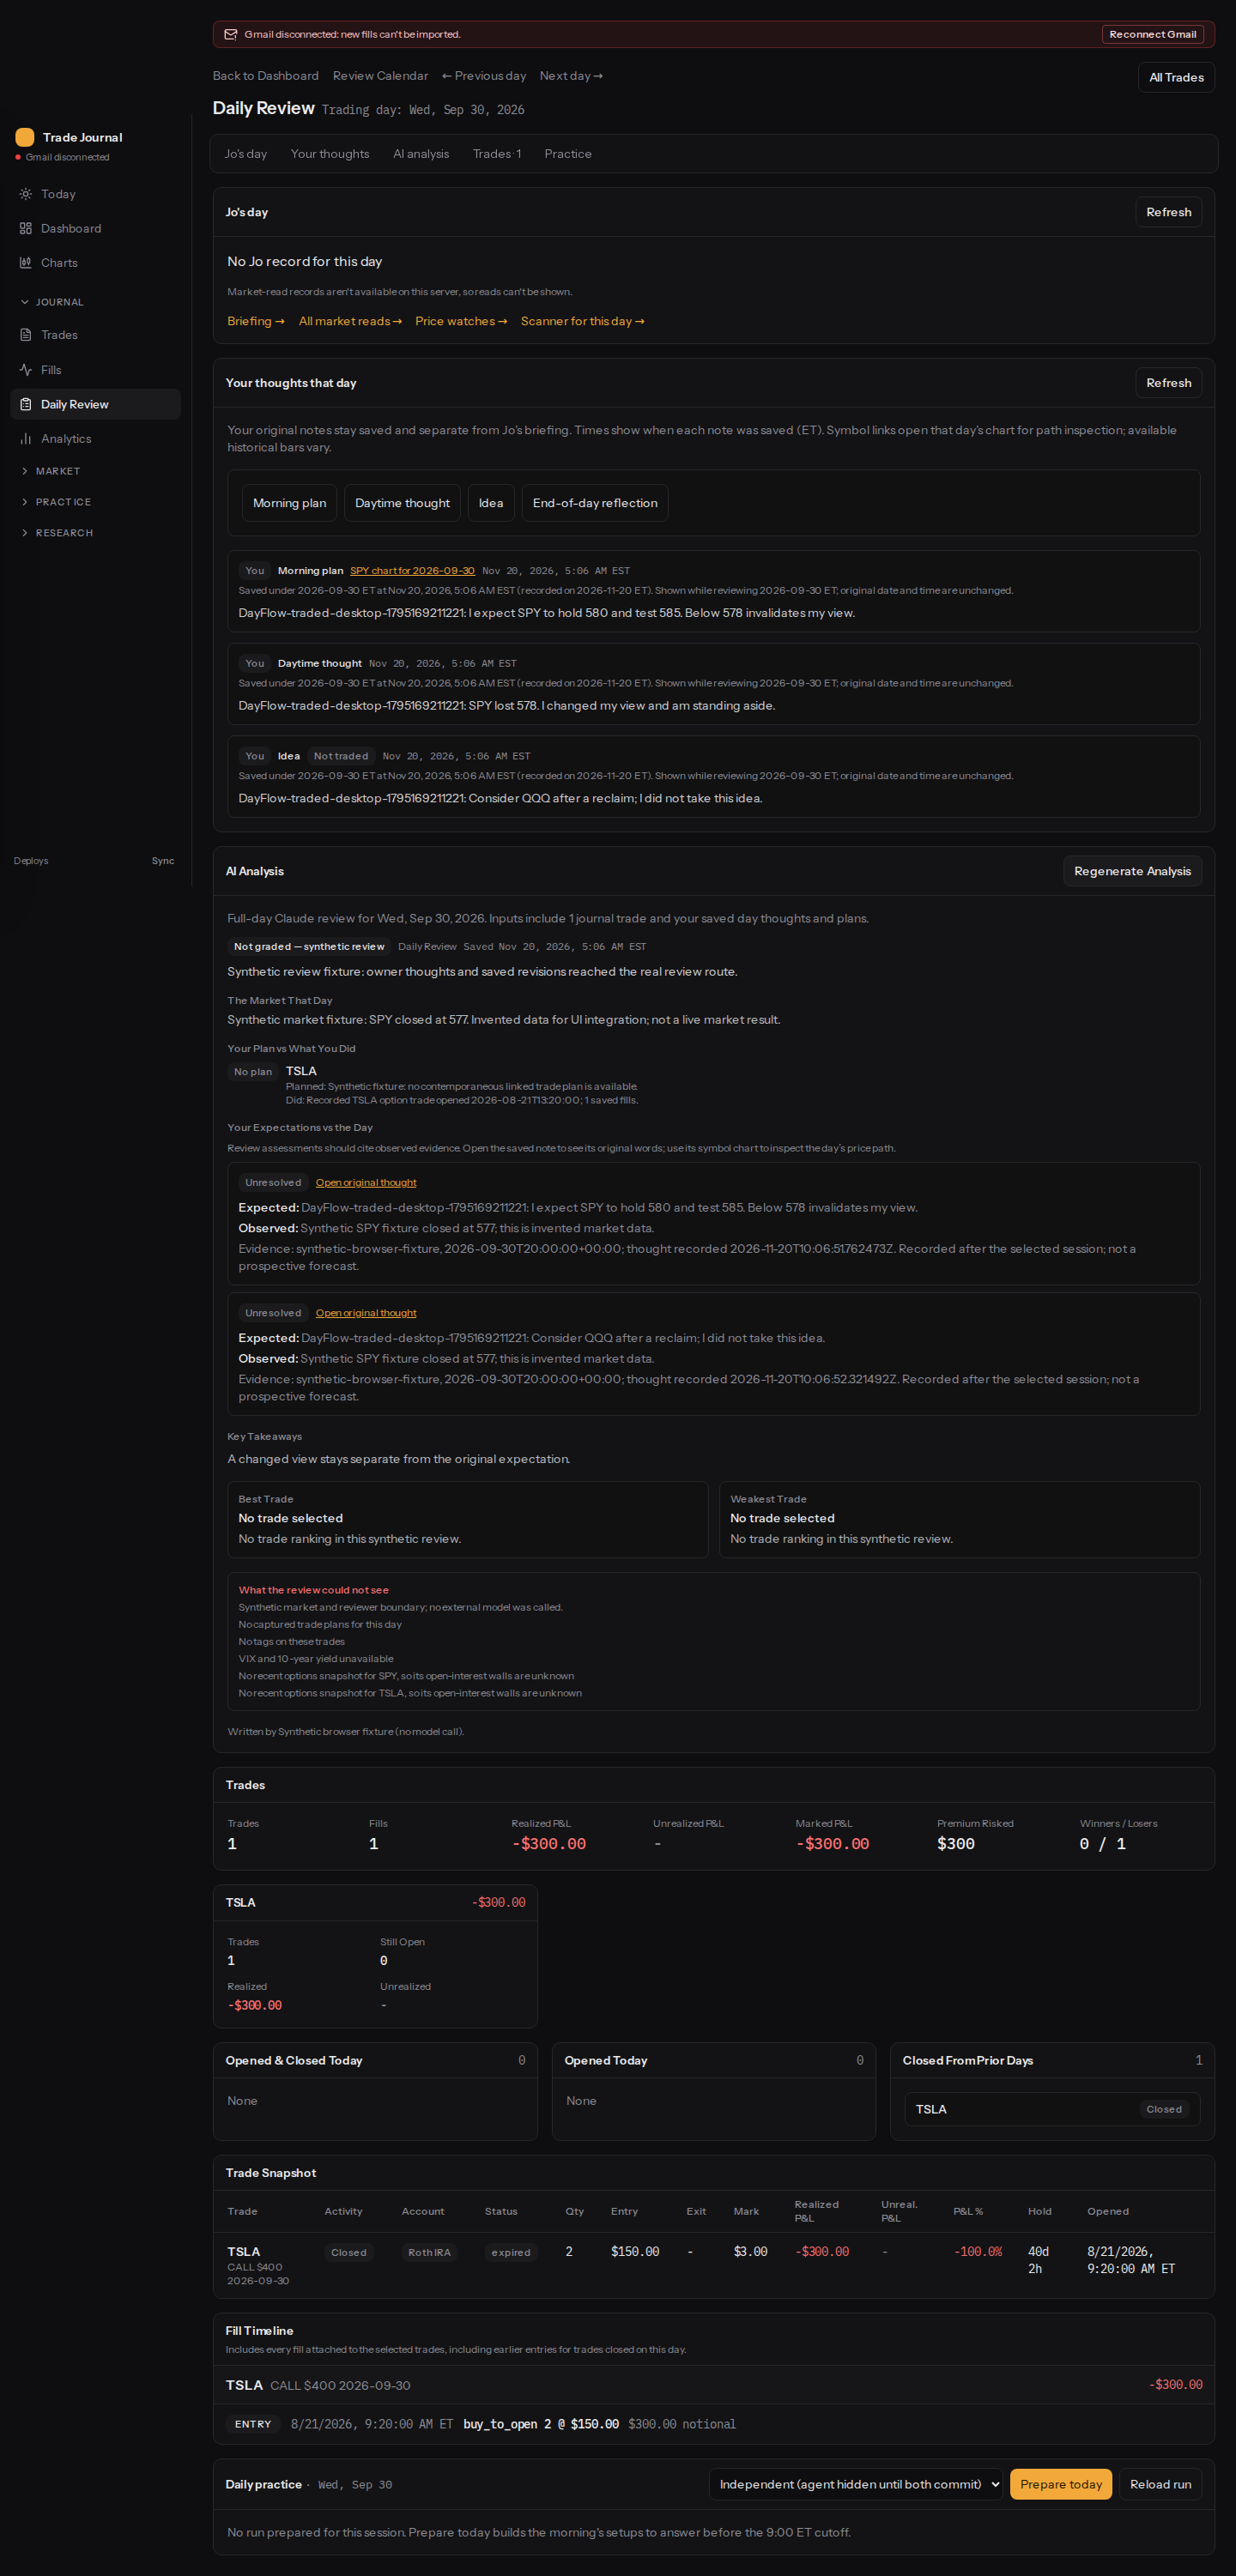 Gmail disconnected: new fills can't be imported.
Reconnect Gmail
Back to Dashboard
Review Calendar
← Previous day
Next day →
All Trades
Daily Review Trading day: Wed, Sep 30, 2026
Trade Journal
Gmail disconnected
Today
Dashboard
Charts
JOURNAL
Trades
Fills
Daily Review
Analytics
MARKET
PRACTICE
RESEARCH
Deploys
Sync
Jo's day
Your thoughts
AI analysis
Trades · 1
Practice
Jo's day
Refresh
No Jo record for this day
Market-read records aren't available on this server, so reads can't be shown.
Briefing →
All market reads →
Price watches →
Scanner for this day →
Your thoughts that day
Refresh
Your original notes stay saved and separate from Jo's briefing. Times show when each note was saved (ET). Symbol links open that day's chart for path inspection; available
historical bars vary.
Morning plan
Daytime thought
Idea
End-of-day reflection
You Morning plan SPY chart for 2026-09-30 Nov 20, 2026, 5:06 AM EST
Saved under 2026-09-30 ET at Nov 20, 2026, 5:06 AM EST (recorded on 2026-11-20 ET). Shown while reviewing 2026-09-30 ET; original date and time are unchanged.
DayFlow-traded-desktop-1795169211221: I expect SPY to hold 580 and test 585. Below 578 invalidates my view.
You Daytime thought Nov 20, 2026, 5:06 AM EST
Saved under 2026-09-30 ET at Nov 20, 2026, 5:06 AM EST (recorded on 2026-11-20 ET). Shown while reviewing 2026-09-30 ET; original date and time are unchanged.
DayFlow-traded-desktop-1795169211221: SPY lost 578. I changed my view and am standing aside.
You Idea Not traded Nov 20, 2026, 5:06 AM EST
Saved under 2026-09-30 ET at Nov 20, 2026, 5:06 AM EST (recorded on 2026-11-20 ET). Shown while reviewing 2026-09-30 ET; original date and time are unchanged.
DayFlow-traded-desktop-1795169211221: Consider QQQ after a reclaim; I did not take this idea.
AI Analysis
Regenerate Analysis
Full-day Claude review for Wed, Sep 30, 2026. Inputs include 1 journal trade and your saved day thoughts and plans.
Not graded — synthetic review Daily Review Saved Nov 20, 2026, 5:06 AM EST
Synthetic review fixture: owner thoughts and saved revisions reached the real review route.
The Market That Day
Synthetic market fixture: SPY closed at 577. Invented data for UI integration; not a live market result.
Your Plan vs What You Did
No plan TSLA
Planned: Synthetic fixture: no contemporaneous linked trade plan is available.
Did: Recorded TSLA option trade opened 2026-08-21T13:20:00; 1 saved fills.
Your Expectations vs the Day
Review assessments should cite observed evidence. Open the saved note to see its original words; use its symbol chart to inspect the day's price path.
Unresolved Open original thought
Expected: DayFlow-traded-desktop-1795169211221: I expect SPY to hold 580 and test 585. Below 578 invalidates my view.
Observed: Synthetic SPY fixture closed at 577; this is invented market data.
Evidence: synthetic-browser-fixture, 2026-09-30T20:00:00+00:00; thought recorded 2026-11-20T10:06:51.762473Z. Recorded after the selected session; not a
prospective forecast.
Unresolved Open original thought
Expected: DayFlow-traded-desktop-1795169211221: Consider QQQ after a reclaim; I did not take this idea.
Observed: Synthetic SPY fixture closed at 577; this is invented market data.
Evidence: synthetic-browser-fixture, 2026-09-30T20:00:00+00:00; thought recorded 2026-11-20T10:06:52.321492Z. Recorded after the selected session; not a
prospective forecast.
Key Takeaways
A changed view stays separate from the original expectation.
Best Trade
No trade selected
No trade ranking in this synthetic review.
Weakest Trade
No trade selected
No trade ranking in this synthetic review.
What the review could not see
Synthetic market and reviewer boundary; no external model was called.
No captured trade plans for this day
No tags on these trades
VIX and 10-year yield unavailable
No recent options snapshot for SPY, so its open-interest walls are unknown
No recent options snapshot for TSLA, so its open-interest walls are unknown
Written by Synthetic browser fixture (no model call).
Trades
Trades Fills Realized P&L Unrealized P&L Marked P&L Premium Risked Winners / Losers
1 1 -$300.00 - -$300.00 $300 0 / 1
TSLA -$300.00
Trades Still Open
1 0
Realized Unrealized
-$300.00 -
Opened & Closed Today 0
None
Opened Today 0
None
Closed From Prior Days 1
TSLA Closed
Trade Snapshot
Trade Activity Account Status Qty Entry Exit Mark Realized P&L Unreal. P&L P&L % Hold Opened
TSLA Closed Roth IRA expired 2 $150.00 - $3.00 -$300.00 - -100.0% 40d 2h 8/21/2026, 9:20:00 AM ET
CALL $400
2026-09-30
Fill Timeline
Includes every fill attached to the selected trades, including earlier entries for trades closed on this day.
TSLA CALL $400 2026-09-30 -$300.00
ENTRY 8/21/2026, 9:20:00 AM ET buy_to_open 2 @ $150.00 $300.00 notional
Daily practice · Wed, Sep 30
Independent (agent hidden until both commit)
Prepare today
Reload run
No run prepared for this session. Prepare today builds the morning's setups to answer before the 9:00 ET cutoff.